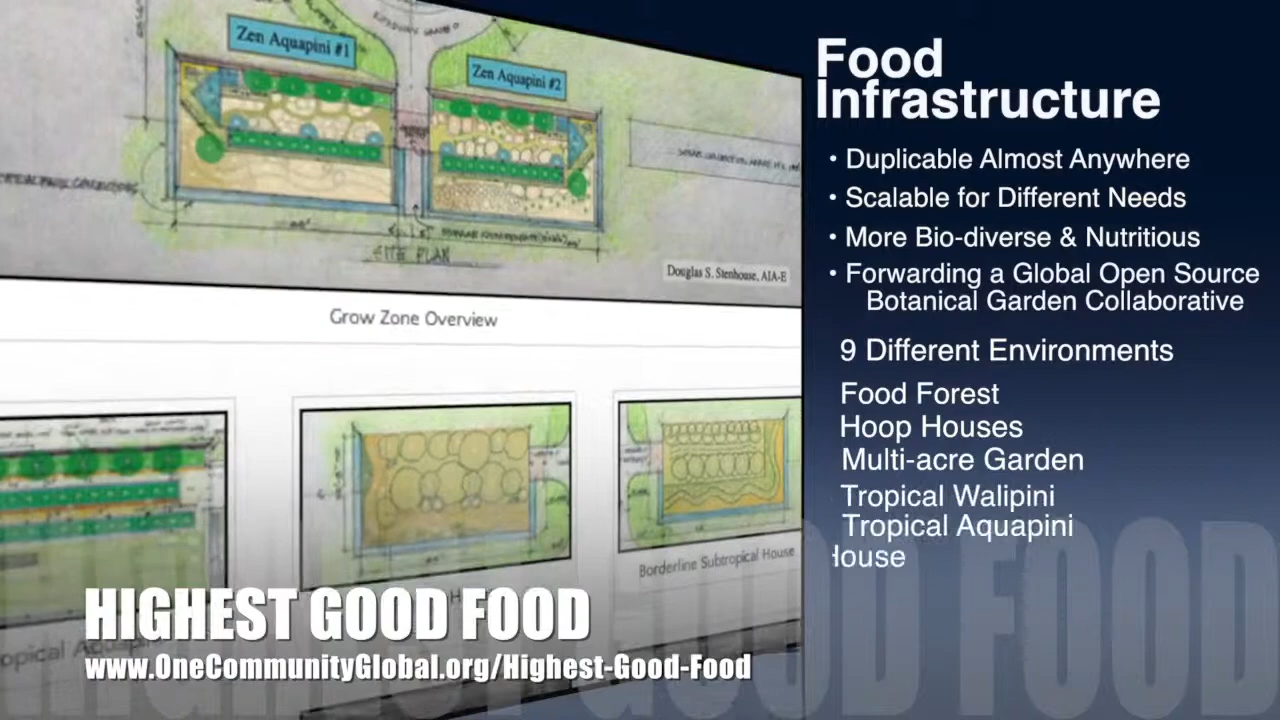 Zen Aquapini #1
Zen Aquapini #2
SITE PLAN
Douglas S. Stenhouse, AIA-E
Grow Zone Overview
Borderline Subtropical House
HIGHEST GOOD FOOD
www.OneCommunityGlobal.org/Highest-Good-Food
Food
Infrastructure
• Duplicable Almost Anywhere
• Scalable for Different Needs
• More Bio-diverse & Nutritious
• Forwarding a Global Open Source
Botanical Garden Collaborative
9 Different Environments
Food Forest
Hoop Houses
Multi-acre Garden
Tropical Walipini
Tropical Aquapini
House
GOOD FOOD